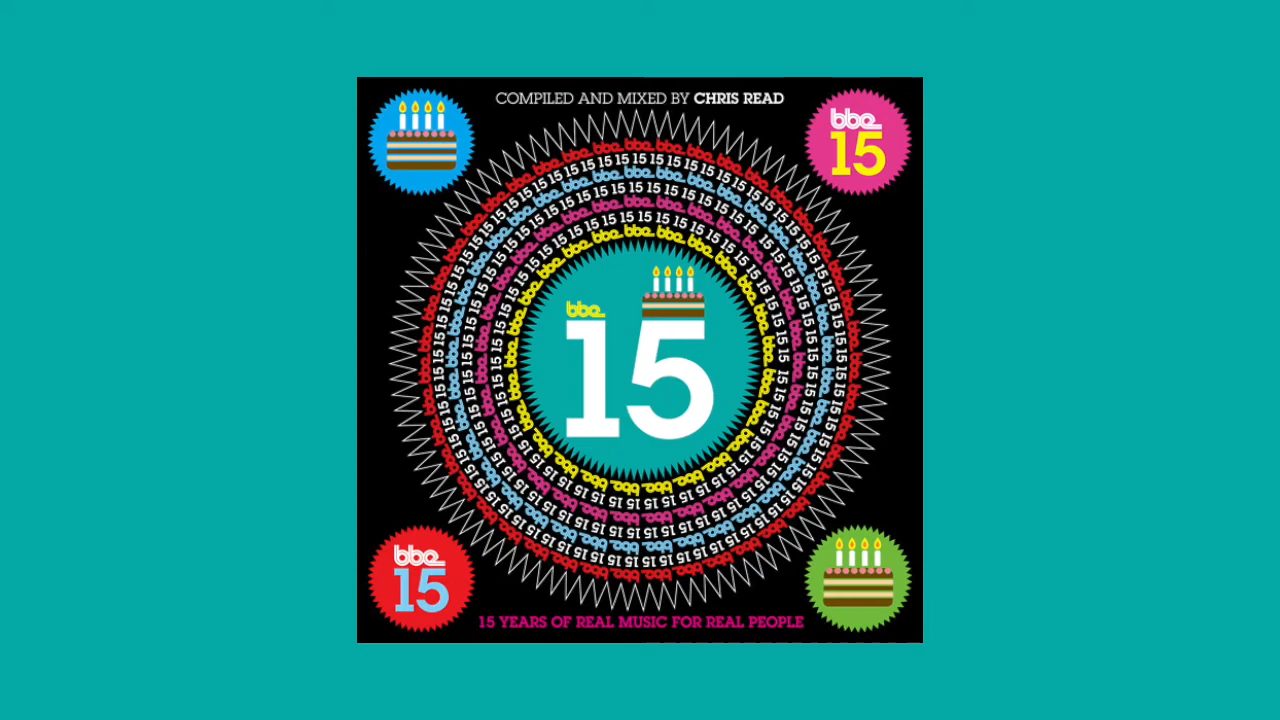 COMPILED AND MIXED BY CHRIS READ
bbe
15
bbe
15
bbe
15
15 YEARS OF REAL MUSIC FOR REAL PEOPLE